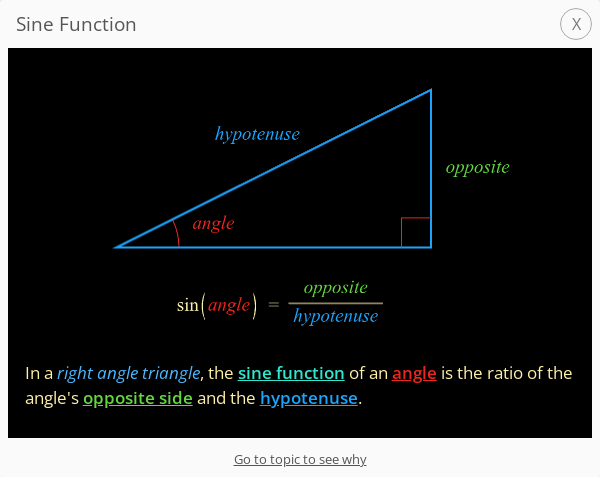 Sine Function
X
hypotenuse
opposite
angle
sin(angle) = opposite
hypotenuse
In a right angle triangle, the sine function of an angle is the ratio of the
angle's opposite side and the hypotenuse.
Go to topic to see why